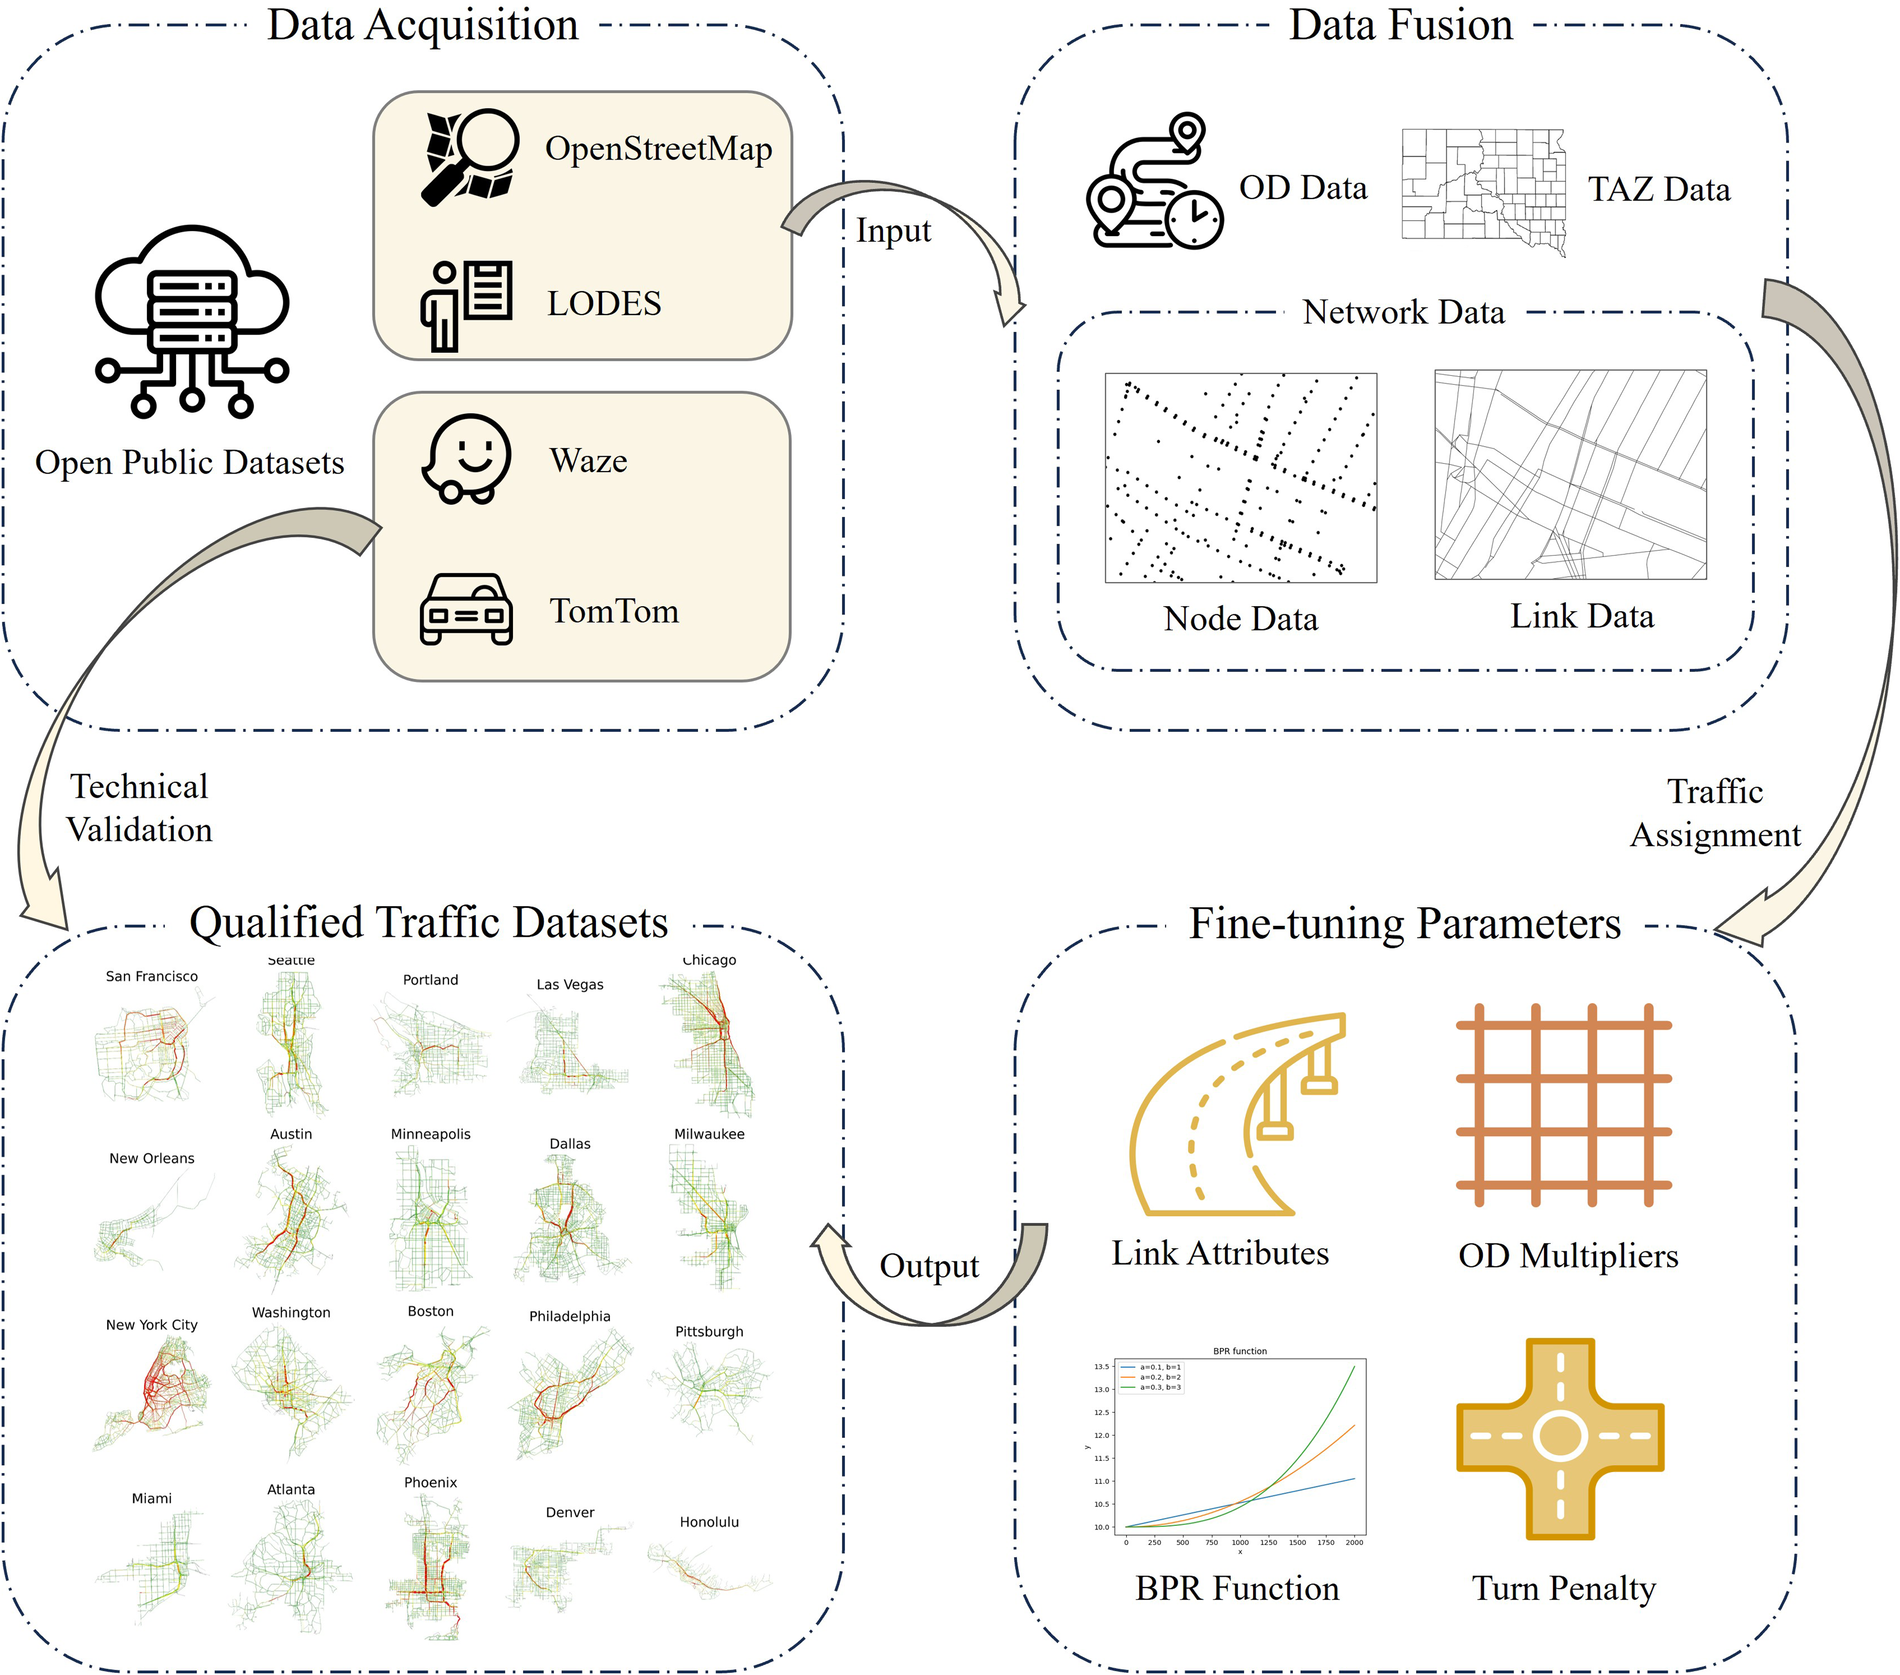 Data Acquisition
OpenStreetMap
LODES
Open Public Datasets
Waze
TomTom
Input
Data Fusion
OD Data
TAZ Data
Network Data
Node Data
Link Data
Technical
Validation
Traffic
Assignment
Qualified Traffic Datasets
San Francisco
Seattle
Portland
Las Vegas
Chicago
New Orleans
Austin
Minneapolis
Dallas
Milwaukee
New York City
Washington
Boston
Philadelphia
Pittsburgh
Miami
Atlanta
Phoenix
Denver
Honolulu
Output
Fine-tuning Parameters
Link Attributes
OD Multipliers
BPR function
a=0.1, b=1
a=0.2, b=2
a=0.3, b=3
13.5
13.0
12.5
12.0
11.5
11.0
10.5
10.0
y
0 250 500 750 1000 1250 1500 1750 2000
x
BPR Function
Turn Penalty